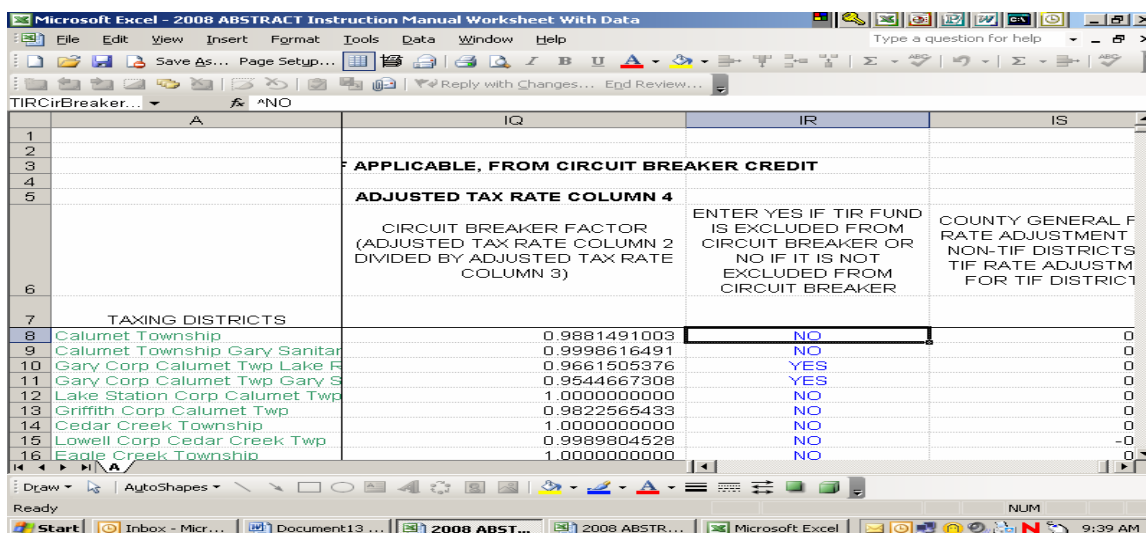 Microsoft Excel - 2008 ABSTRACT Instruction Manual Worksheet With Data
File Edit View Insert Format Tools Data Window Help Type a question for help
Save As... Page Setup...
Reply with Changes... End Review...
TIRCirBreaker... fx ^NO
A IQ IR IS
1
2
3 F APPLICABLE, FROM CIRCUIT BREAKER CREDIT
4
5 ADJUSTED TAX RATE COLUMN 4
CIRCUIT BREAKER FACTOR
(ADJUSTED TAX RATE COLUMN 2
DIVIDED BY ADJUSTED TAX RATE
COLUMN 3)
ENTER YES IF TIR FUND
IS EXCLUDED FROM
CIRCUIT BREAKER OR
NO IF IT IS NOT
EXCLUDED FROM
CIRCUIT BREAKER
COUNTY GENERAL F
RATE ADJUSTMENT
NON-TIF DISTRICTS
TIF RATE ADJUSTM
FOR TIF DISTRICT
6
7 TAXING DISTRICTS
8 Calumet Township 0.9881491003 NO 0
9 Calumet Township Gary Sanitar 0.9998616491 NO 0
10 Gary Corp Calumet Twp Lake R 0.9661505376 YES 0
11 Gary Corp Calumet Twp Gary S 0.9544667308 YES 0
12 Lake Station Corp Calumet Twp 1.0000000000 NO 0
13 Griffith Corp Calumet Twp 0.9822565433 NO 0
14 Cedar Creek Township 1.0000000000 NO 0
15 Lowell Corp Cedar Creek Twp 0.9989804528 NO -0
16 Eagle Creek Township 1.0000000000 NO 0
A
Draw AutoShapes
Ready NUM
Start Inbox - Micr... Document13 ... 2008 ABST... 2008 ABSTR... Microsoft Excel 9:39 AM